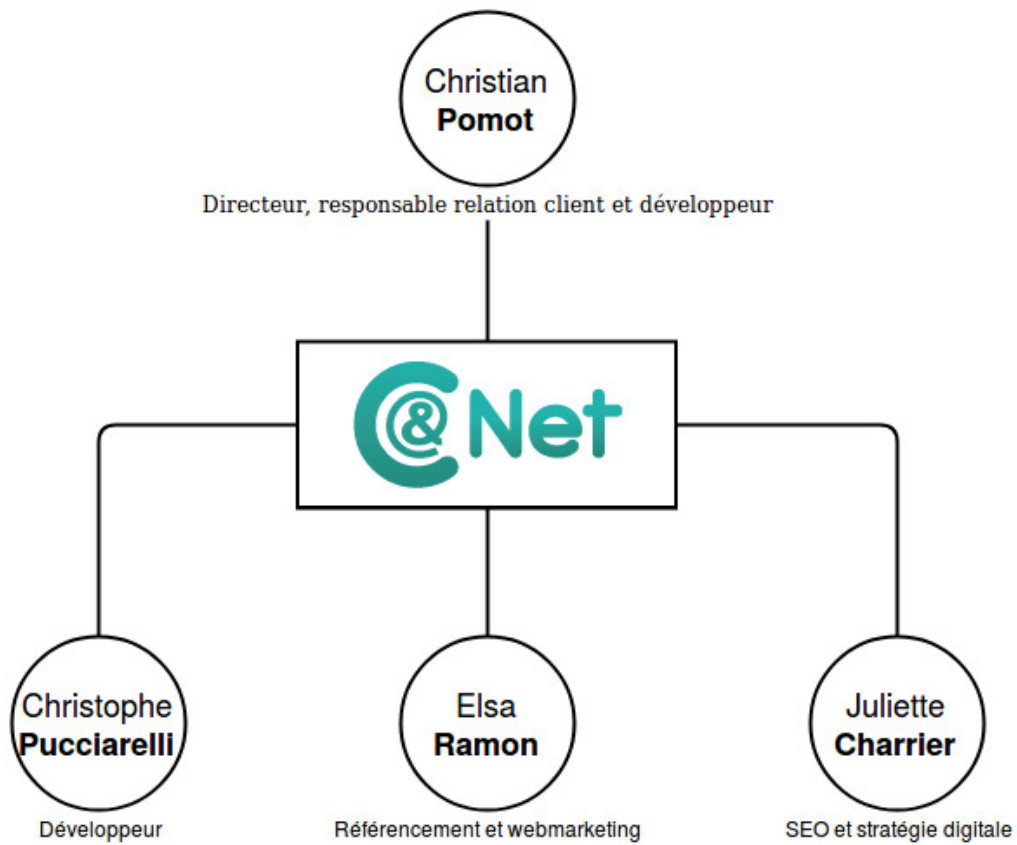 Christian
Pomot
Directeur, responsable relation client et développeur
C@& Net
Christophe
Pucciarelli
Elsa
Ramon
Juliette
Charrier
Développeur
Référencement et webmarketing
SEO et stratégie digitale